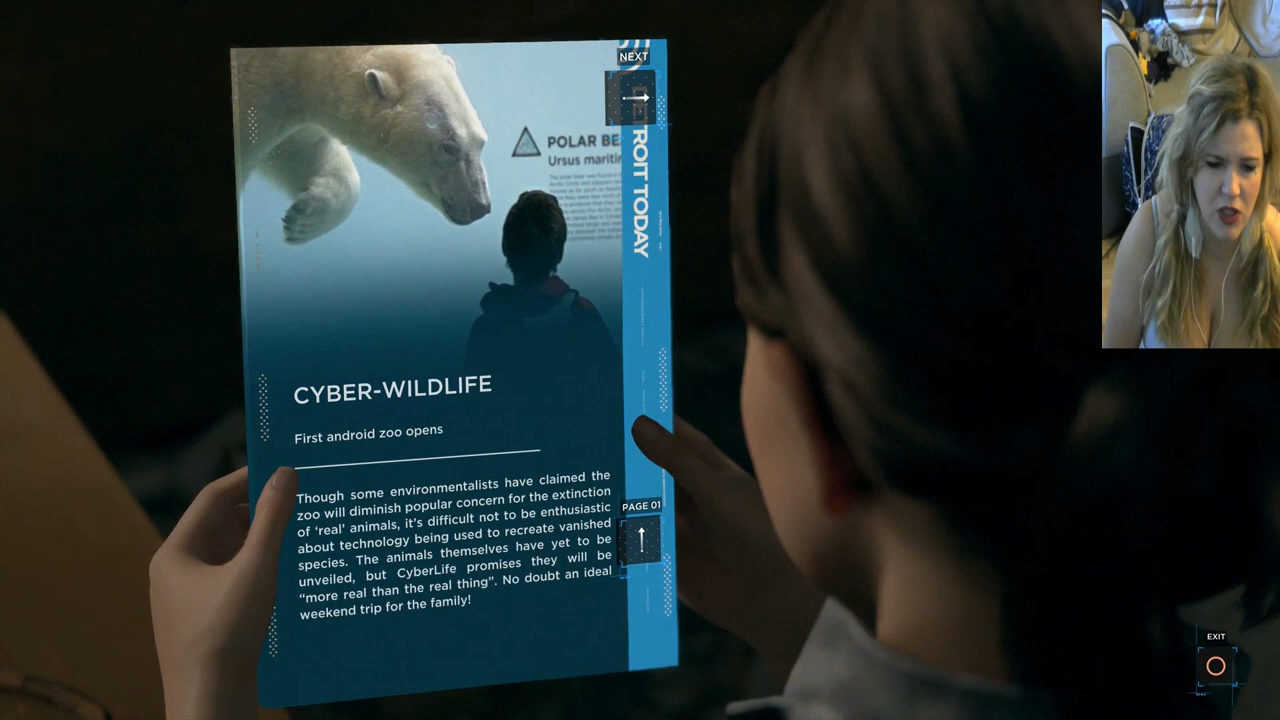 NEXT
DETROIT TODAY
POLAR BE
Ursus mariti
CYBER-WILDLIFE
First android zoo opens
Though some environmentalists have claimed the
zoo will diminish popular concern for the extinction
of ‘real’ animals, it’s difficult not to be enthusiastic
about technology being used to recreate vanished
species. The animals themselves have yet to be
unveiled, but CyberLife promises they will be
“more real than the real thing”. No doubt an ideal
weekend trip for the family!
PAGE 01
EXIT